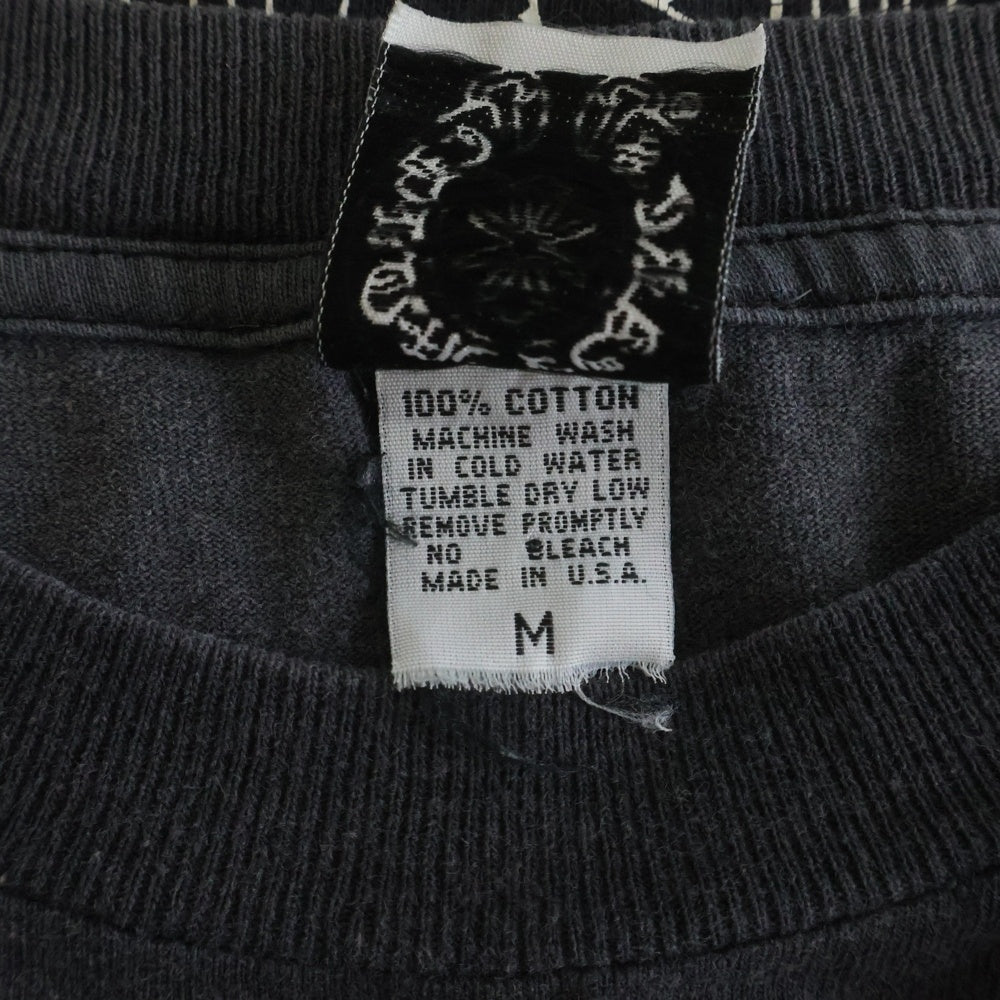 100% COTTON
MACHINE WASH
IN COLD WATER
TUMBLE DRY LOW
REMOVE PROMPTLY
NO BLEACH
MADE IN U.S.A.
M